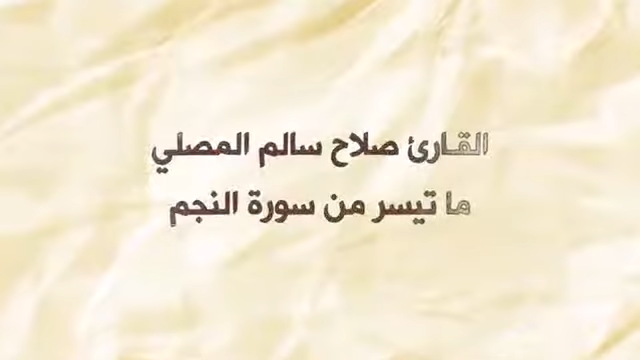 القارئ صلاح سالم المصلي
ما تيسر من سورة النجم